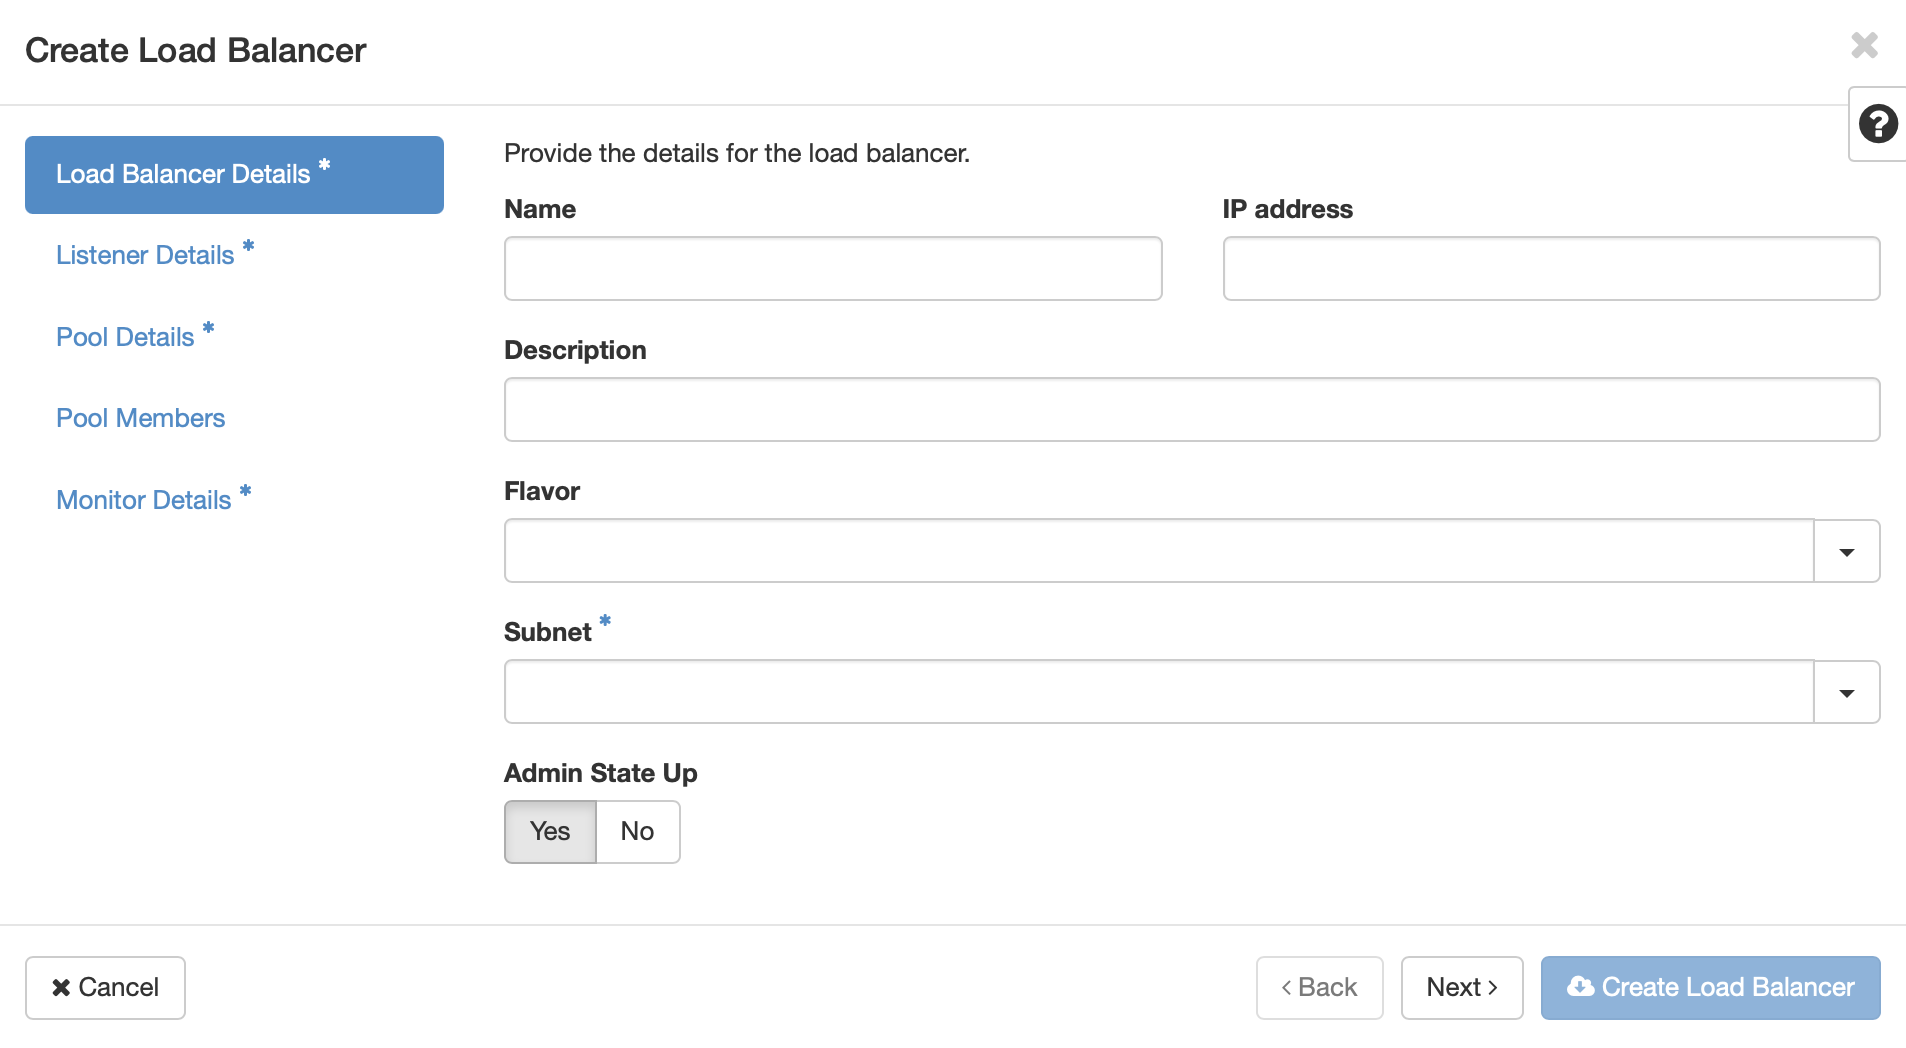 Create Load Balancer
Load Balancer Details *
Listener Details *
Pool Details *
Pool Members
Monitor Details *
Provide the details for the load balancer.
Name
IP address
Description
Flavor
Subnet *
Admin State Up
Yes
No
Cancel
Back
Next
Create Load Balancer